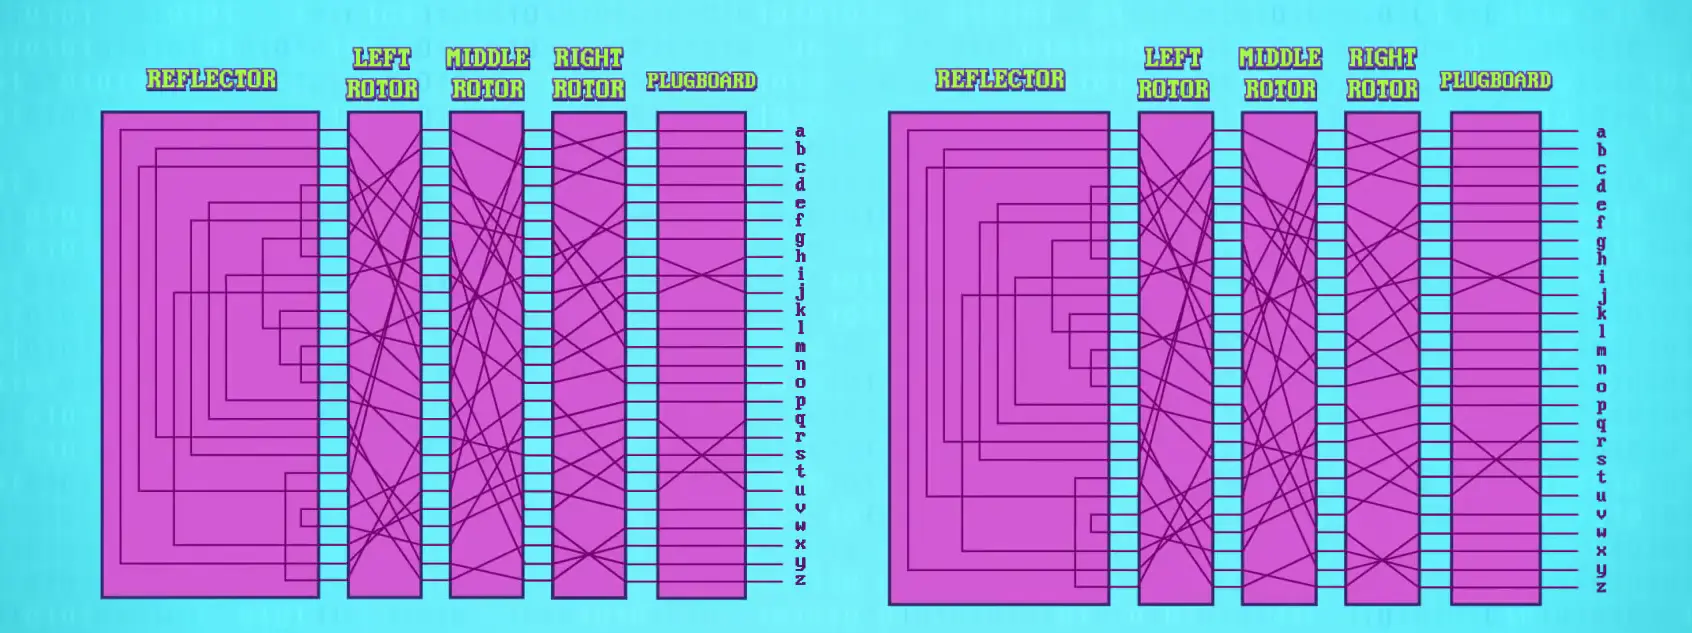 REFLECTOR
LEFT
ROTOR
MIDDLE
ROTOR
RIGHT
ROTOR
PLUGBOARD
a
b
c
d
e
f
g
h
i
j
k
l
m
n
o
p
q
r
s
t
u
v
w
x
y
z
REFLECTOR
LEFT
ROTOR
MIDDLE
ROTOR
RIGHT
ROTOR
PLUGBOARD
a
b
c
d
e
f
g
h
i
j
k
l
m
n
o
p
q
r
s
t
u
v
w
x
y
z